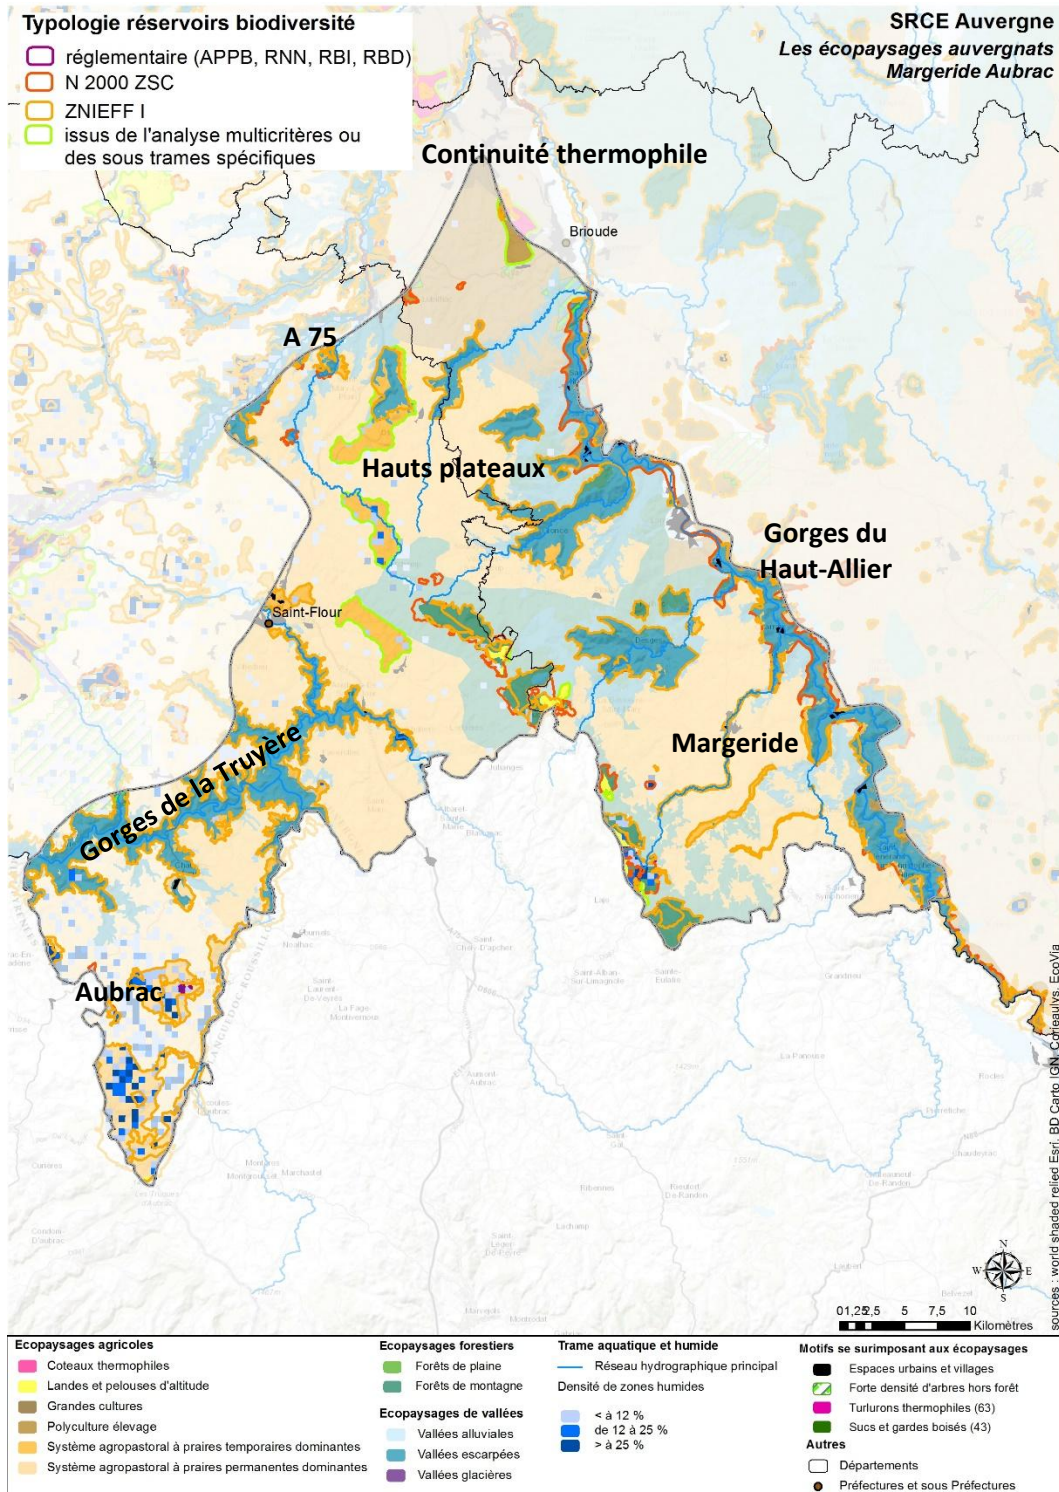 Typologie réservoirs biodiversité
réglementaire (APPB, RNN, RBI, RBD)
N 2000 ZSC
ZNIEFF I
issus de l'analyse multicritères ou
des sous trames spécifiques
SRCE Auvergne
Les écopaysages auvergnats
Margeride Aubrac
Continuité thermophile
Brioude
A 75
Hauts plateaux
Gorges du
Haut-Allier
Saint-Flour
Margeride
Gorges de la Truyère
Aubrac
N
W
E
S
0 1,25 2,5 5 7,5 10
Kilomètres
sources : world shaded relied Esri, BD Carto IGN, Corieaulys, EcoVia
Ecopaysages agricoles
Coteaux thermophiles
Landes et pelouses d'altitude
Grandes cultures
Polyculture élevage
Système agropastoral à praires temporaires dominantes
Système agropastoral à praires permanentes dominantes
Ecopaysages forestiers
Forêts de plaine
Forêts de montagne
Ecopaysages de vallées
Vallées alluviales
Vallées escarpées
Vallées glacières
Trame aquatique et humide
Réseau hydrographique principal
Densité de zones humides
< à 12 %
de 12 à 25 %
> à 25 %
Motifs se surimposant aux écopaysages
Espaces urbains et villages
Forte densité d'arbres hors forêt
Turlurons thermophiles (63)
Sucs et gardes boisés (43)
Autres
Départements
Préfectures et sous Préfectures